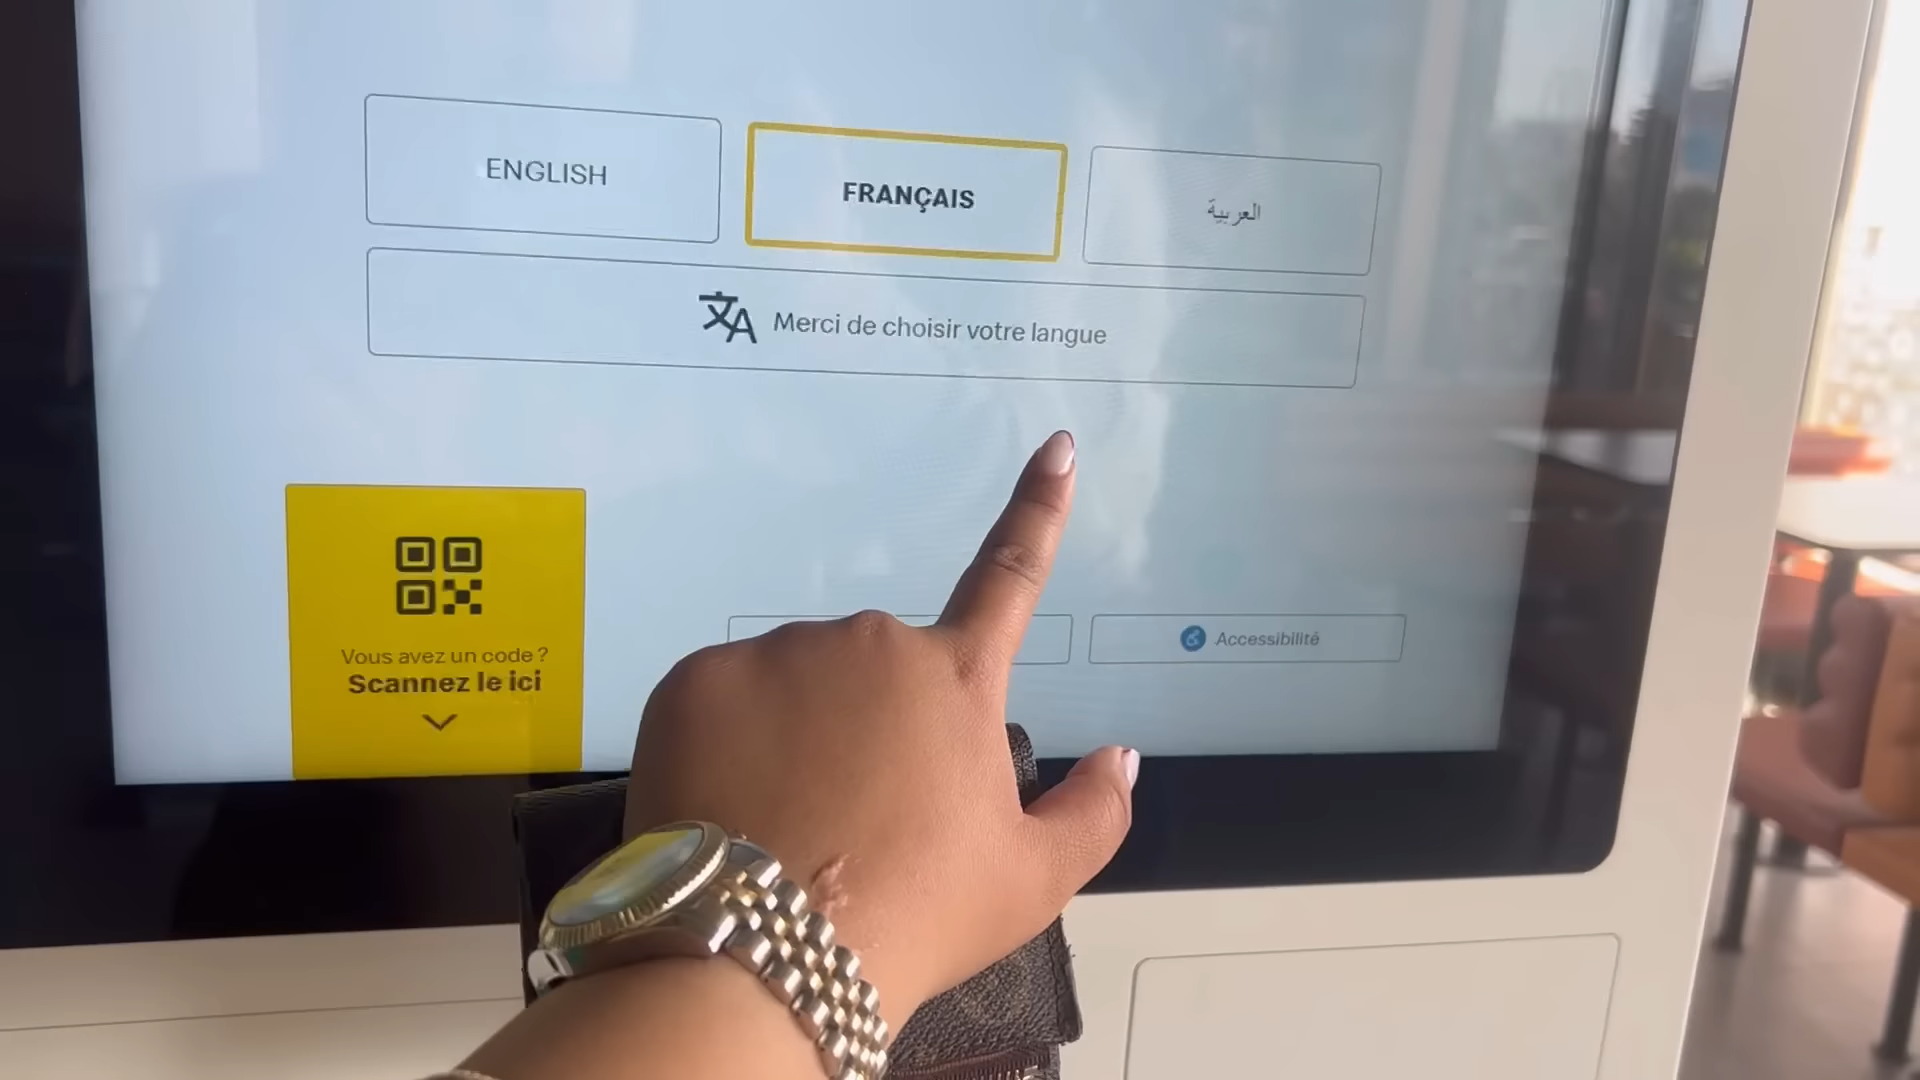 ENGLISH
FRANÇAIS
العربية
Merci de choisir votre langue
Vous avez un code ?
Scannez le ici
Accessibilité